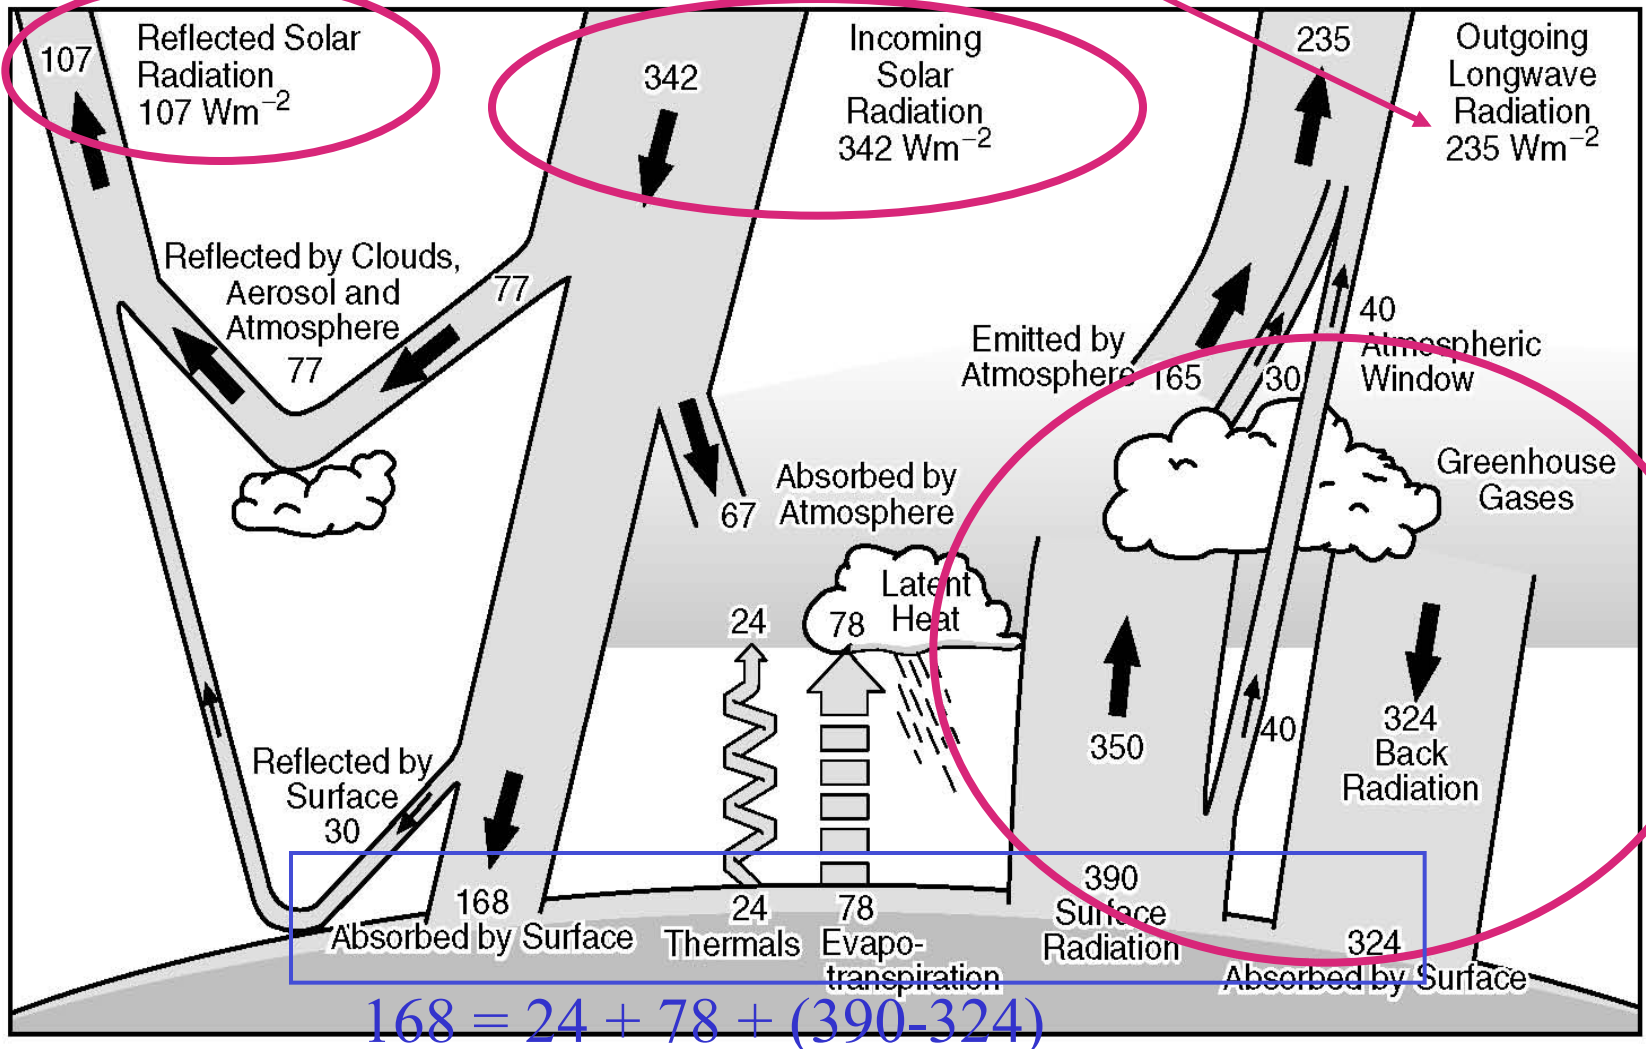 107
Reflected Solar
Radiation
107 Wm⁻²
342
Incoming
Solar
Radiation
342 Wm⁻²
235
Outgoing
Longwave
Radiation
235 Wm⁻²
Reflected by Clouds,
Aerosol and
Atmosphere
77
77
Emitted by
Atmosphere
165
30
40
Atmospheric
Window
Greenhouse
Gases
Absorbed by
Atmosphere
67
Latent
Heat
24
78
350
40
324
Back
Radiation
Reflected by
Surface
30
168
Absorbed by Surface
24
Thermals
78
Evapo-
transpiration
390
Surface
Radiation
324
Absorbed by Surface
168 = 24 + 78 + (390-324)